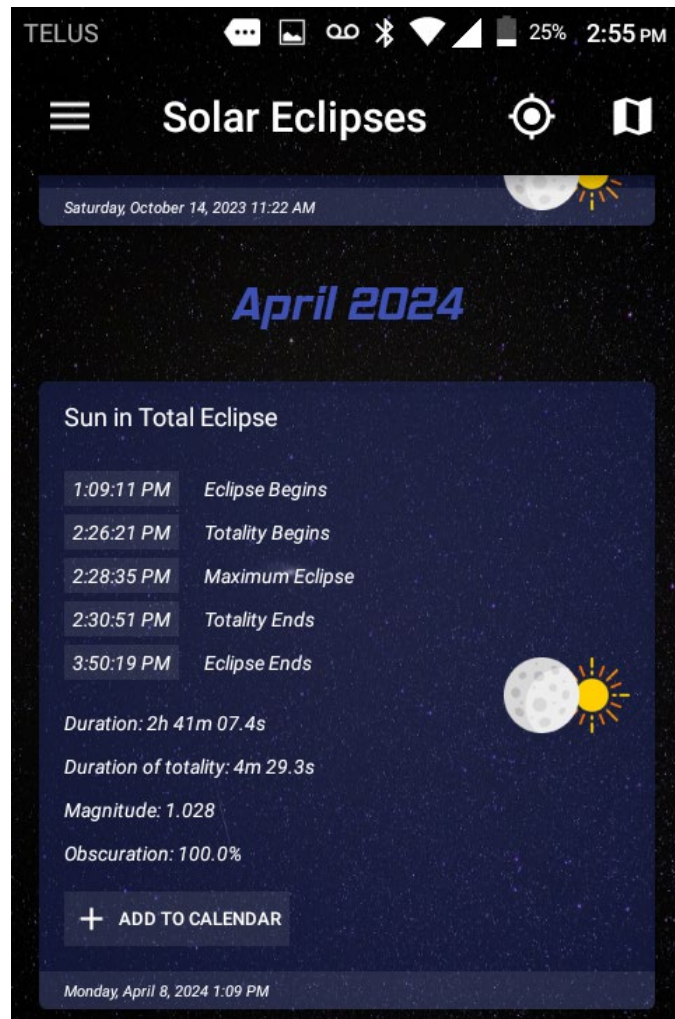 TELUS 25% 2:55 PM
Solar Eclipses
Saturday, October 14, 2023 11:22 AM
April 2024
Sun in Total Eclipse
1:09:11 PM Eclipse Begins
2:26:21 PM Totality Begins
2:28:35 PM Maximum Eclipse
2:30:51 PM Totality Ends
3:50:19 PM Eclipse Ends
Duration: 2h 41m 07.4s
Duration of totality: 4m 29.3s
Magnitude: 1.028
Obscuration: 100.0%
+ ADD TO CALENDAR
Monday, April 8, 2024 1:09 PM